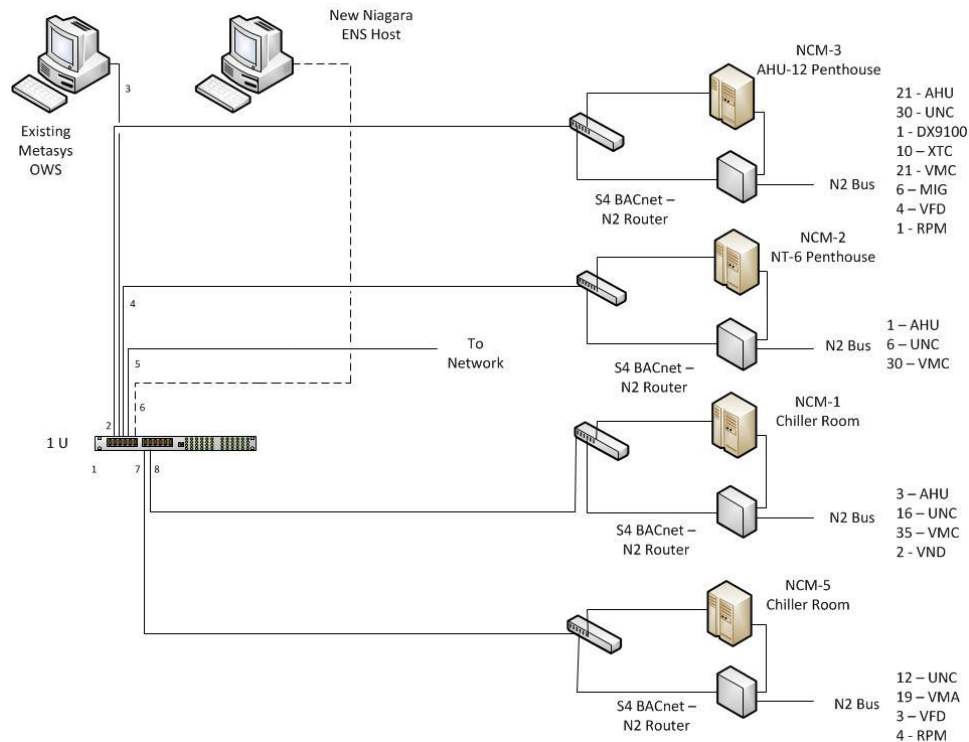 New Niagara
ENS Host
3
Existing
Metasys
OWS
NCM-3
AHU-12 Penthouse
21 - AHU
30 - UNC
1 - DX9100
10 – XTC
21 - VMC
6 – MIG
4 – VFD
1 - RPM
N2 Bus
S4 BACnet –
N2 Router
NCM-2
NT-6 Penthouse
4
1 – AHU
6 – UNC
30 – VMC
N2 Bus
S4 BACnet –
N2 Router
5
To
Network
6
2
1 U
1
7
8
NCM-1
Chiller Room
3 – AHU
16 – UNC
35 – VMC
2 - VND
N2 Bus
S4 BACnet –
N2 Router
NCM-5
Chiller Room
12 – UNC
19 – VMA
3 – VFD
4 - RPM
N2 Bus
S4 BACnet –
N2 Router